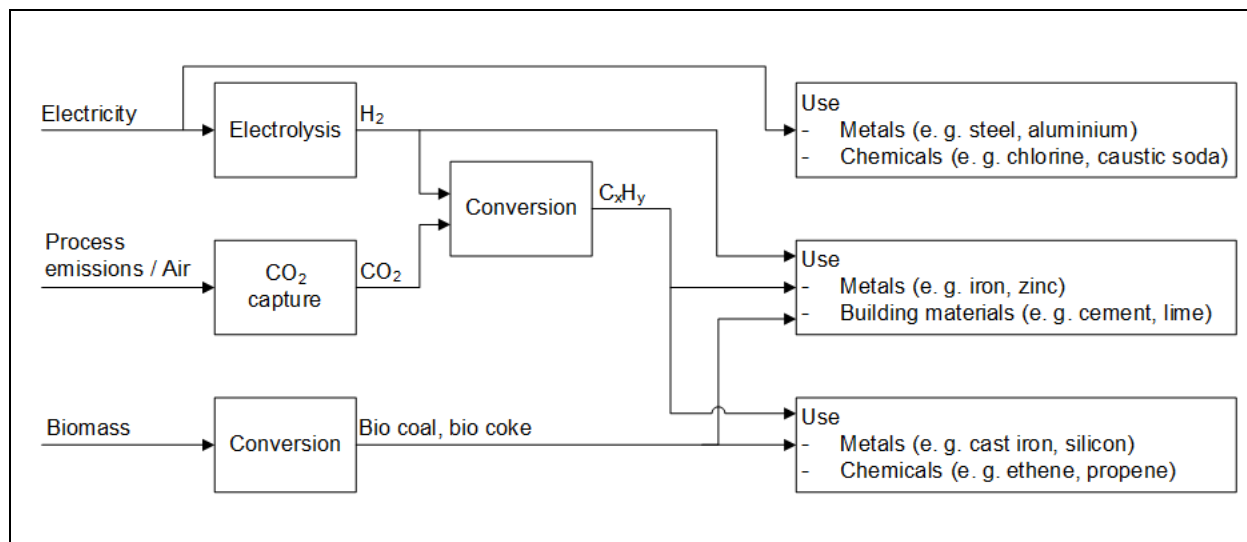 Electricity
Electrolysis
H₂
Use
- Metals (e. g. steel, aluminium)
- Chemicals (e. g. chlorine, caustic soda)
Conversion
CₓHᵧ
Process
emissions / Air
CO₂
capture
CO₂
Use
- Metals (e. g. iron, zinc)
- Building materials (e. g. cement, lime)
Biomass
Conversion
Bio coal, bio coke
Use
- Metals (e. g. cast iron, silicon)
- Chemicals (e. g. ethene, propene)